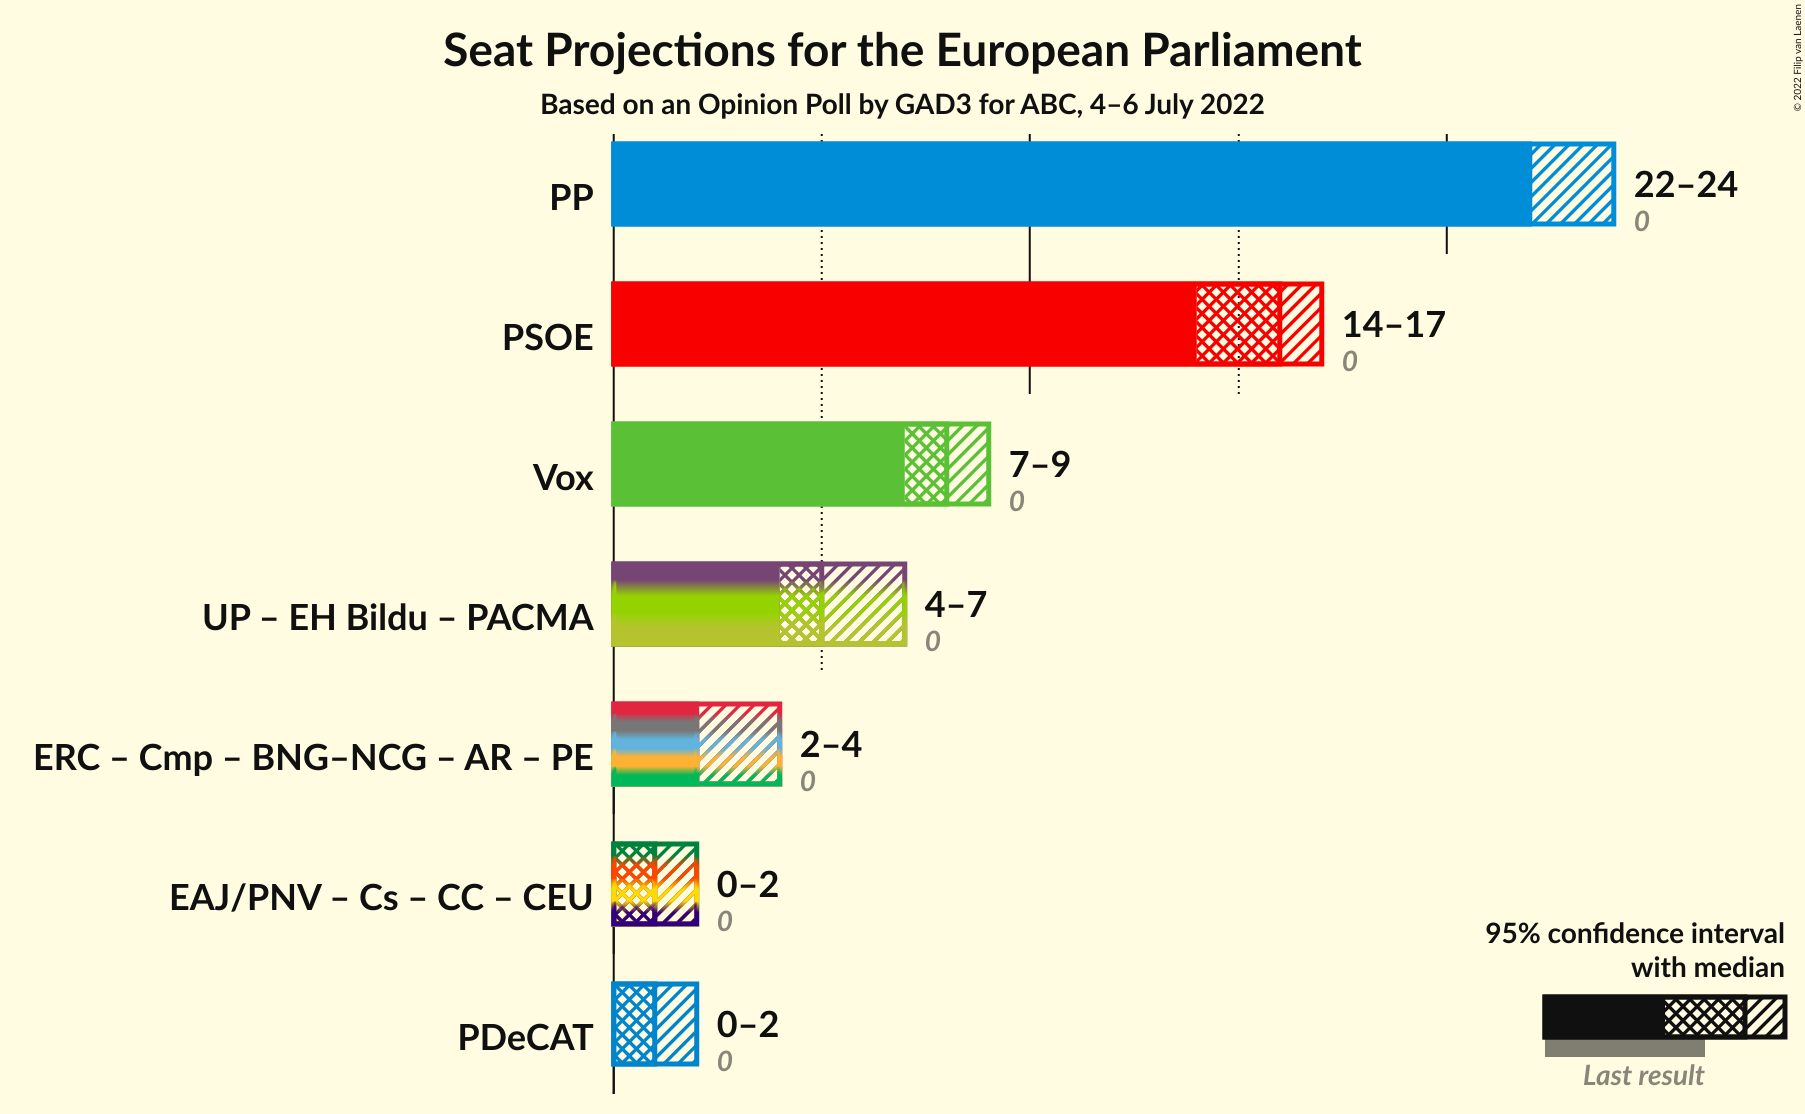 Seat Projections for the European Parliament
Based on an Opinion Poll by GAD3 for ABC, 4–6 July 2022
© 2022 Filip van Laenen
PP
22–24
0
PSOE
14–17
0
Vox
7–9
0
UP – EH Bildu – PACMA
4–7
0
ERC – Cmp – BNG–NCG – AR – PE
2–4
0
EAJ/PNV – Cs – CC – CEU
0–2
0
PDeCAT
0–2
0
95% confidence interval
with median
Last result